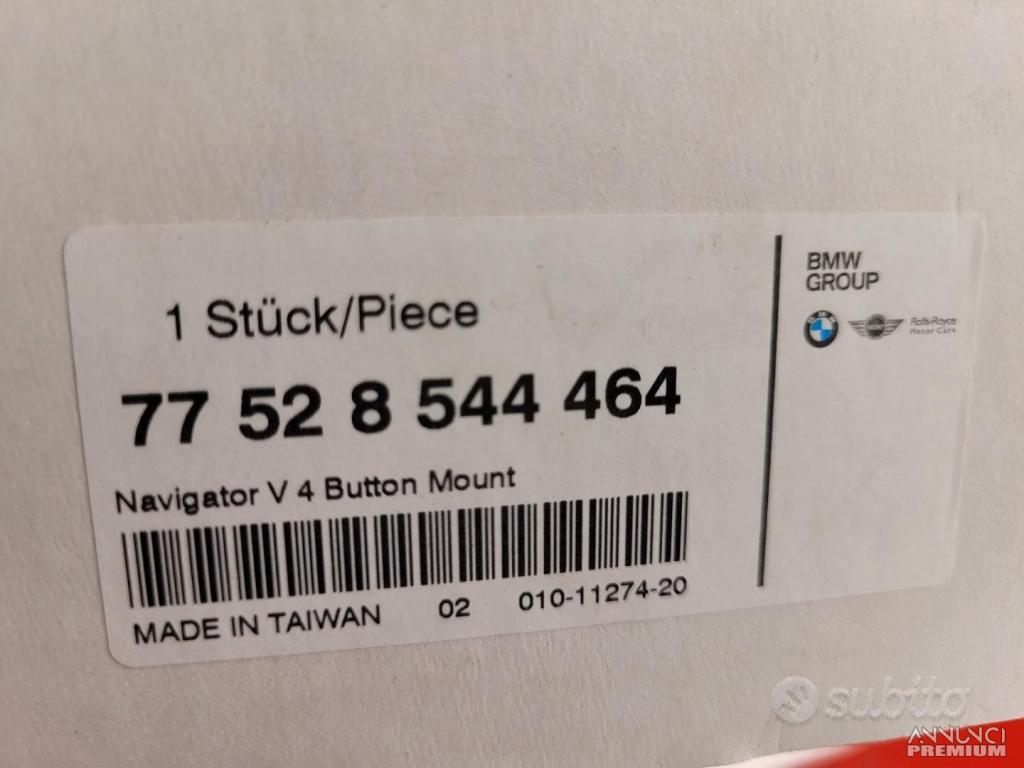 1 Stück/Piece
77 52 8 544 464
Navigator V 4 Button Mount
MADE IN TAIWAN 02 010-11274-20
BMW
GROUP
MINI
Rolls-Royce
Motor Cars
subito
ANNUNCI
PREMIUM